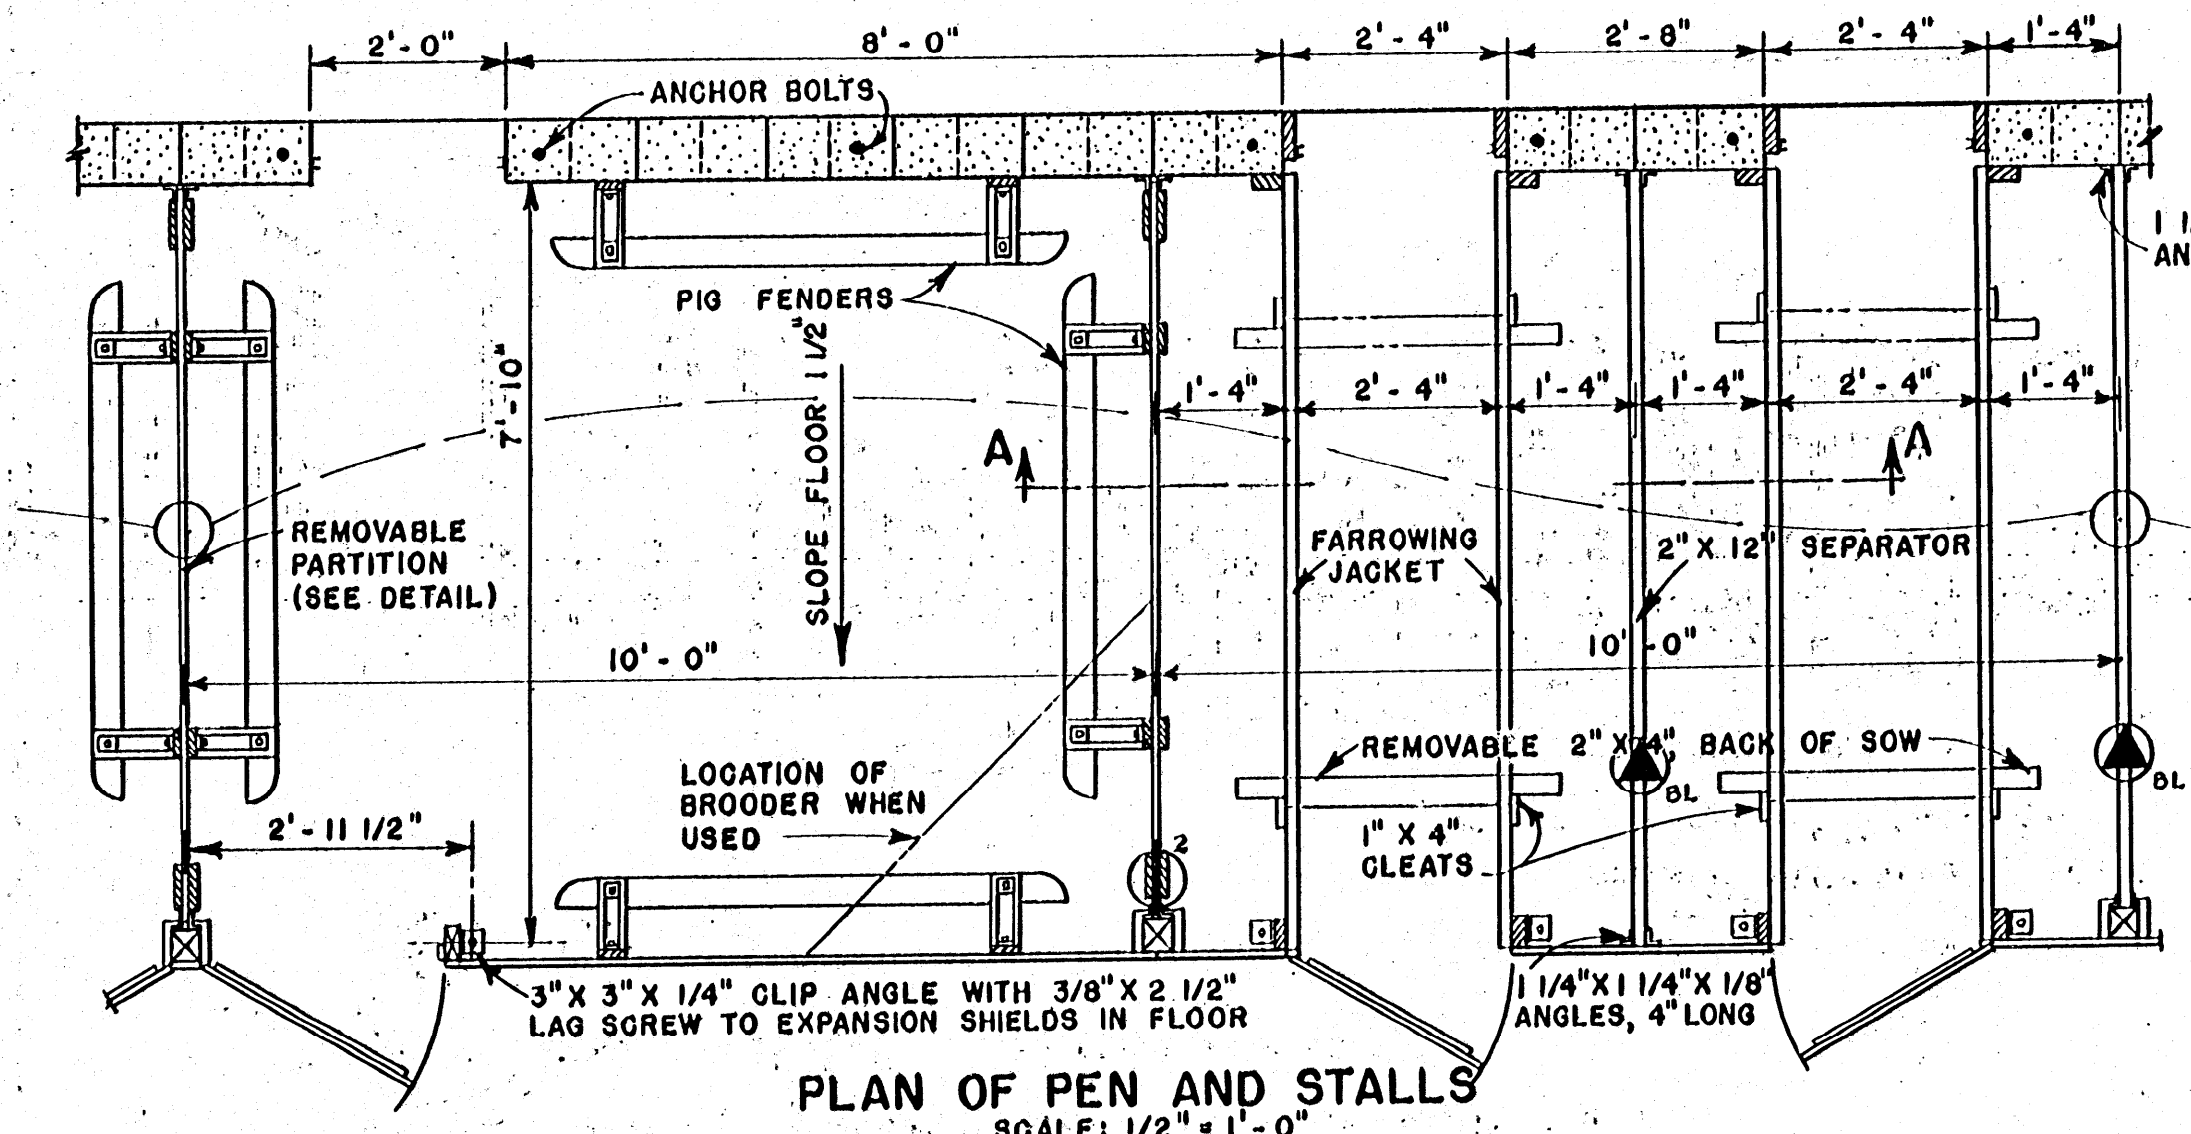 2'-0"
8'-0"
2'-4"
2'-8"
2'-4"
1'-4"
ANCHOR BOLTS
PIG FENDERS
AN
7'-10"
SLOPE FLOOR 1 1/2"
1'-4"
2'-4"
1'-4"
1'-4"
2'-4"
1'-4"
A
A
REMOVABLE
PARTITION
(SEE DETAIL)
FARROWING
JACKET
2" X 12" SEPARATOR
10'-0"
10'-0"
REMOVABLE 2" X 4", BACK OF SOW
LOCATION OF
BROODER WHEN
USED
BL
BL
2'-11 1/2"
1" X 4"
CLEATS
2
3" X 3" X 1/4" CLIP ANGLE WITH 3/8" X 2 1/2"
LAG SCREW TO EXPANSION SHIELDS IN FLOOR
1 1/4" X 1 1/4" X 1/8"
ANGLES, 4" LONG
PLAN OF PEN AND STALLS
SCALE: 1/2" = 1'-0"